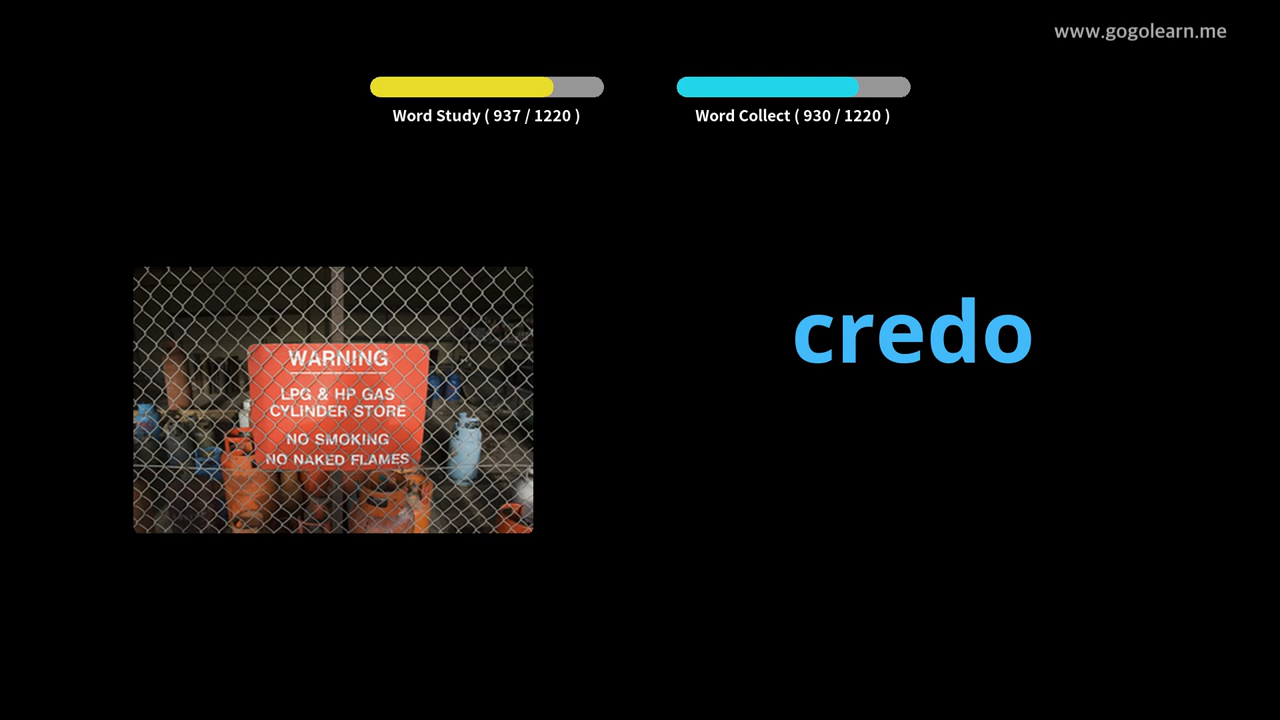 www.gogolearn.me
Word Study ( 937 / 1220 )
Word Collect ( 930 / 1220 )
WARNING
LPG & HP GAS
CYLINDER STORE
NO SMOKING
NO NAKED FLAMES
credo